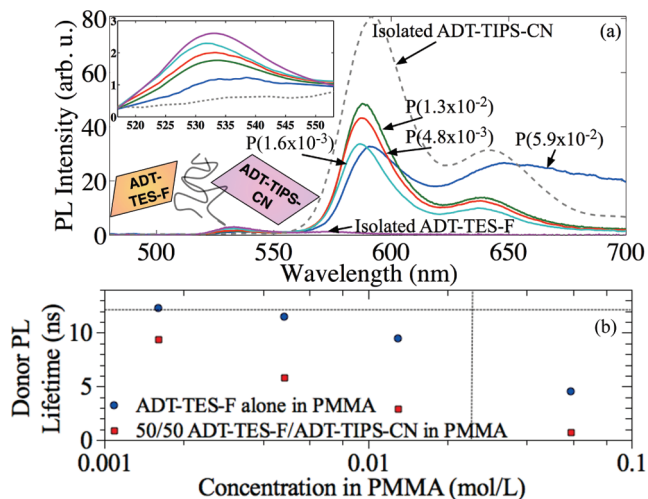 (a)
Isolated ADT-TIPS-CN
80
60
40
20
0
PL Intensity (arb. u.)
3
2
1
520 525 530 535 540 545 550
P(1.3x10-2)
P(1.6x10-3)
P(4.8x10-3)
P(5.9x10-2)
ADT-
TES-F
ADT-TIPS-
CN
Isolated ADT-TES-F
500 550 600 650 700
Wavelength (nm)
(b)
Donor PL
Lifetime (ns)
10
5
0
ADT-TES-F alone in PMMA
50/50 ADT-TES-F/ADT-TIPS-CN in PMMA
0.001 0.01 0.1
Concentration in PMMA (mol/L)